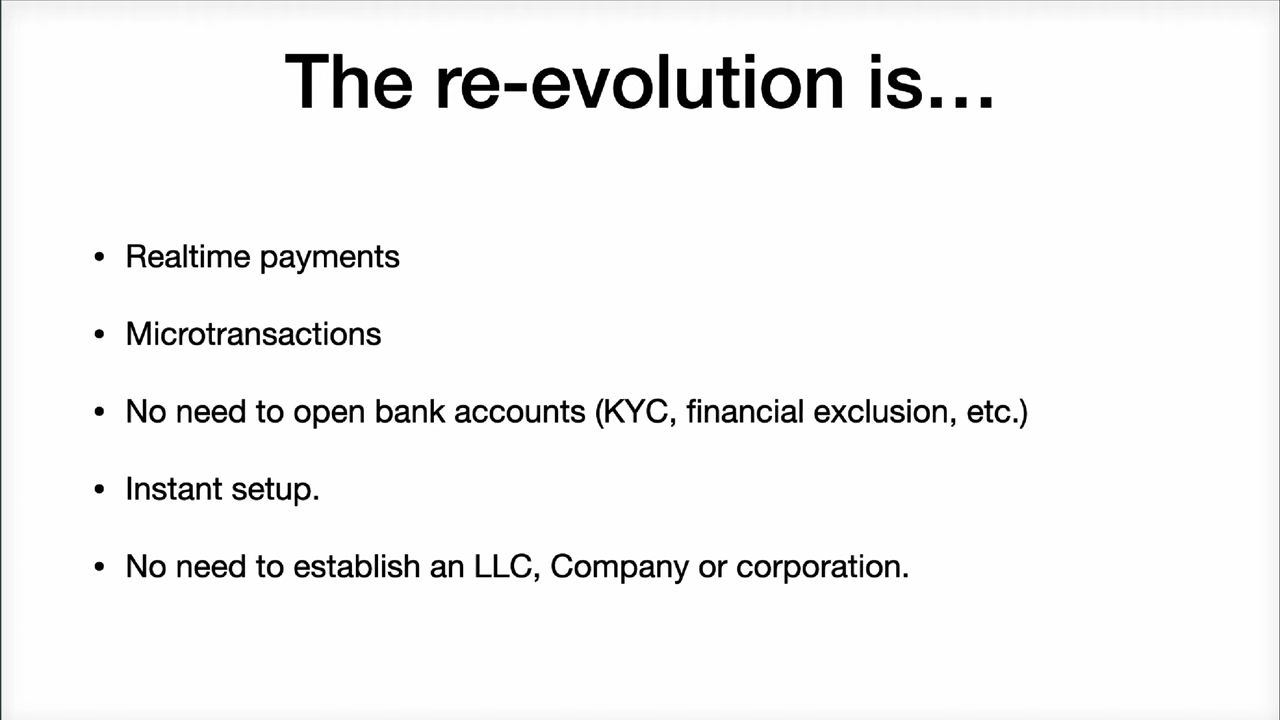 The re-evolution is…
• Realtime payments
• Microtransactions
• No need to open bank accounts (KYC, financial exclusion, etc.)
• Instant setup.
• No need to establish an LLC, Company or corporation.